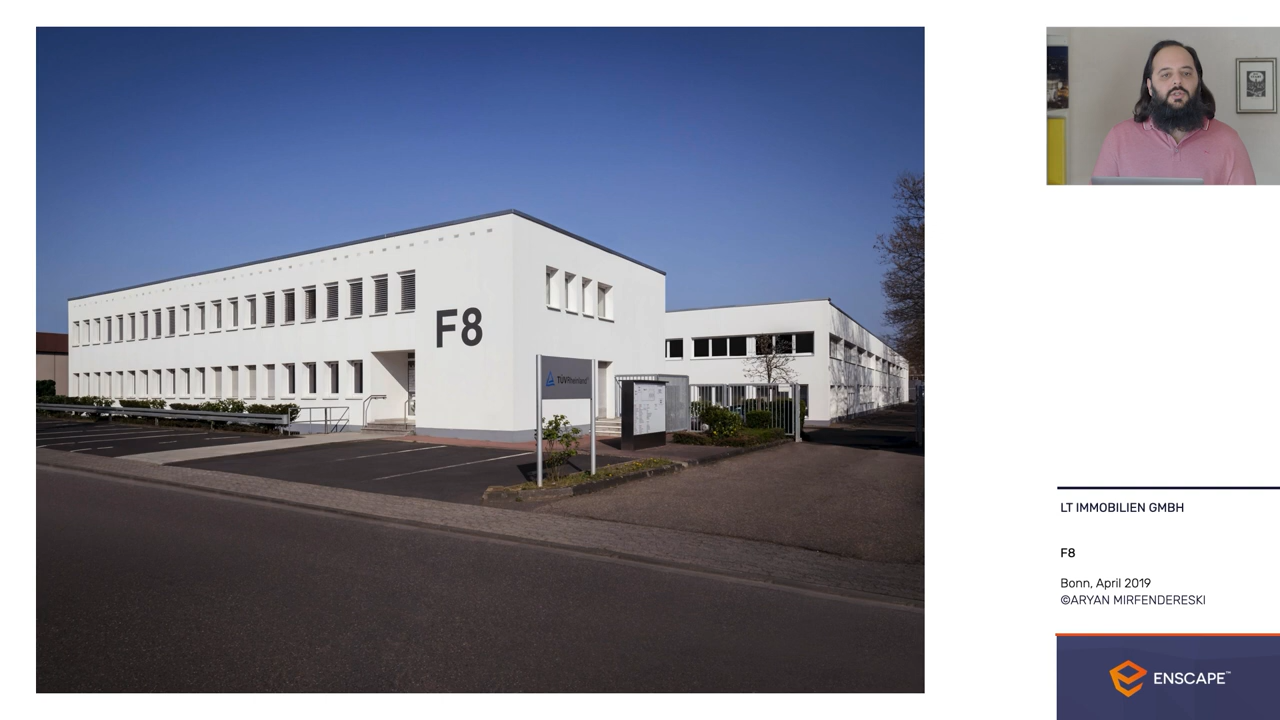 F8
TÜVRheinland
LT IMMOBILIEN GMBH
F8
Bonn, April 2019
©ARYAN MIRFENDERESKI
ENSCAPE™